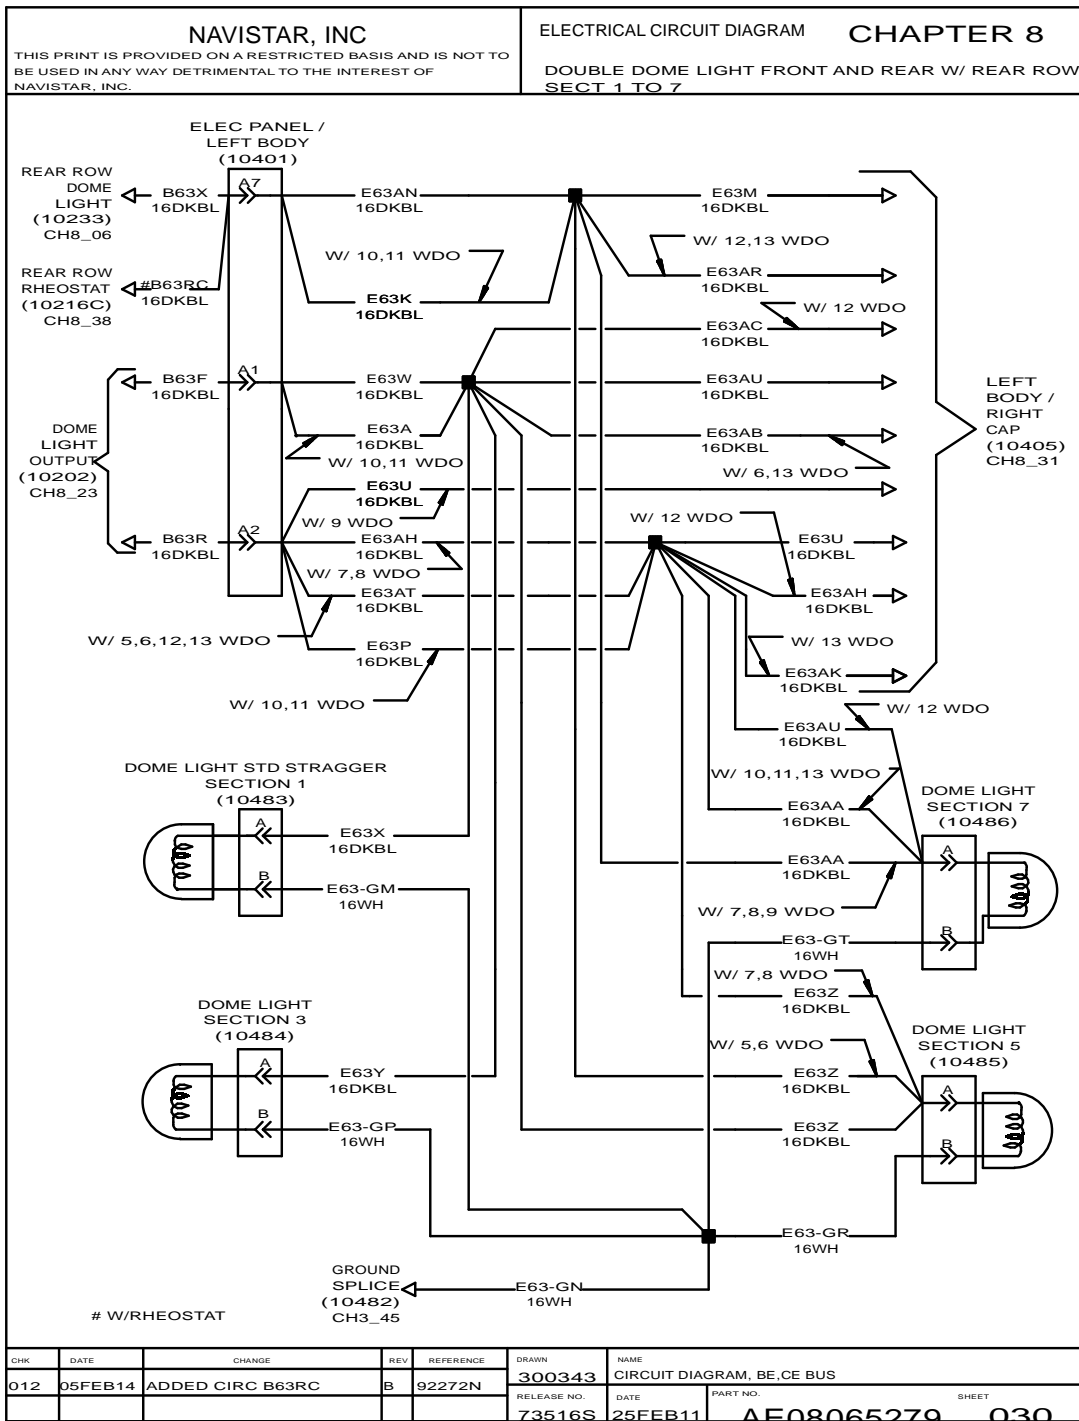 NAVISTAR, INC
THIS PRINT IS PROVIDED ON A RESTRICTED BASIS AND IS NOT TO
BE USED IN ANY WAY DETRIMENTAL TO THE INTEREST OF
NAVISTAR, INC.
ELECTRICAL CIRCUIT DIAGRAM
CHAPTER 8
DOUBLE DOME LIGHT FRONT AND REAR W/ REAR ROW
SECT 1 TO 7
ELEC PANEL /
LEFT BODY
(10401)
REAR ROW
DOME
LIGHT
(10233)
CH8_06
B63X
16DKBL
A7
E63AN
16DKBL
E63M
16DKBL
W/ 10,11 WDO
W/ 12,13 WDO
REAR ROW
RHEOSTAT
(10216C)
CH8_38
#B63RC
16DKBL
E63K
16DKBL
E63AR
16DKBL
W/ 12 WDO
E63AC
16DKBL
B63F
16DKBL
A1
E63W
16DKBL
E63AU
16DKBL
LEFT
BODY /
RIGHT
CAP
(10405)
CH8_31
DOME
LIGHT
OUTPUT
(10202)
CH8_23
E63A
16DKBL
W/ 10,11 WDO
E63AB
16DKBL
W/ 6,13 WDO
E63U
16DKBL
W/ 9 WDO
W/ 12 WDO
B63R
16DKBL
A2
E63AH
16DKBL
E63U
16DKBL
W/ 7,8 WDO
E63AT
16DKBL
E63AH
16DKBL
W/ 5,6,12,13 WDO
W/ 13 WDO
E63P
16DKBL
E63AK
16DKBL
W/ 10,11 WDO
W/ 12 WDO
E63AU
16DKBL
DOME LIGHT STD STRAGGER
SECTION 1
(10483)
W/ 10,11,13 WDO
DOME LIGHT
SECTION 7
(10486)
A
E63X
16DKBL
E63AA
16DKBL
B
E63-GM
16WH
E63AA
16DKBL
A
W/ 7,8,9 WDO
E63-GT
16WH
B
W/ 7,8 WDO
E63Z
16DKBL
DOME LIGHT
SECTION 3
(10484)
DOME LIGHT
SECTION 5
(10485)
W/ 5,6 WDO
A
E63Y
16DKBL
E63Z
16DKBL
A
B
E63-GP
16WH
E63Z
16DKBL
B
E63-GR
16WH
GROUND
SPLICE
(10482)
CH3_45
E63-GN
16WH
# W/RHEOSTAT
CHK DATE CHANGE REV REFERENCE
012 05FEB14 ADDED CIRC B63RC B 92272N
DRAWN
300343
NAME
CIRCUIT DIAGRAM, BE,CE BUS
RELEASE NO.
73516S
DATE
25FEB11
PART NO.
AE08065279
SHEET
030